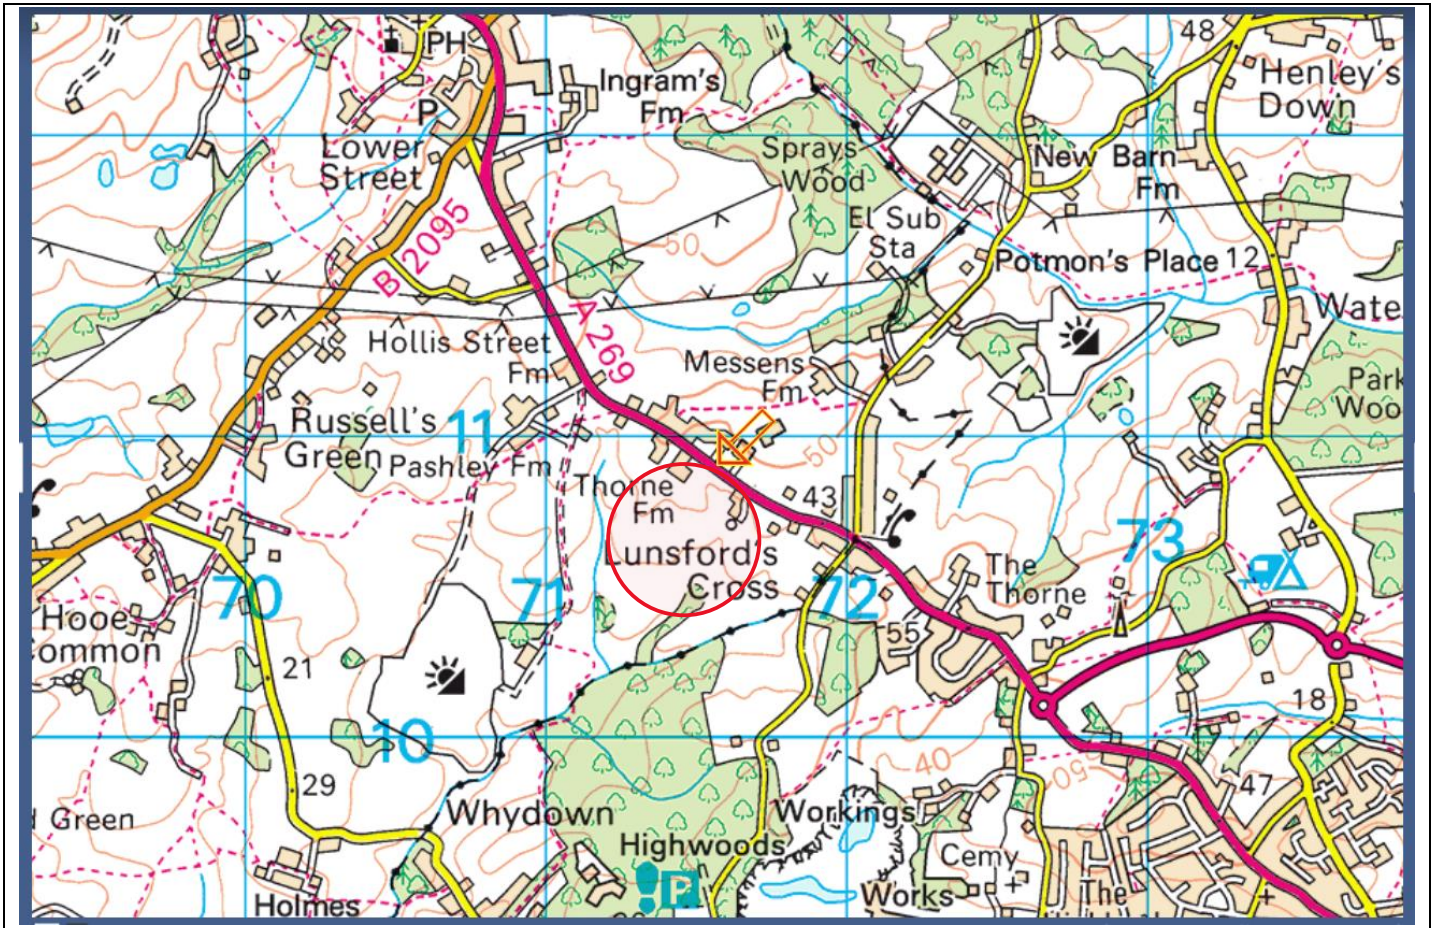 48
PH
Henley's
Down
Ingram's
Fm
P
Lower
Street
Sprays
Wood
New Barn
Fm
B 2095
El Sub
Sta
50
Potmon's Place
12
A 269
Hollis Street
Fm
Messens
Fm
Park
Russell's
Green
11
Pashley Fm
50
Thorne
Fm
43
Lunsford's
Cross
73
The
Thorne
70
71
72
Hooe
55
21
18
10
40
50
29
47
Green
Whydown
Workings
Highwoods
P
Cemy
Works
The
Holmes